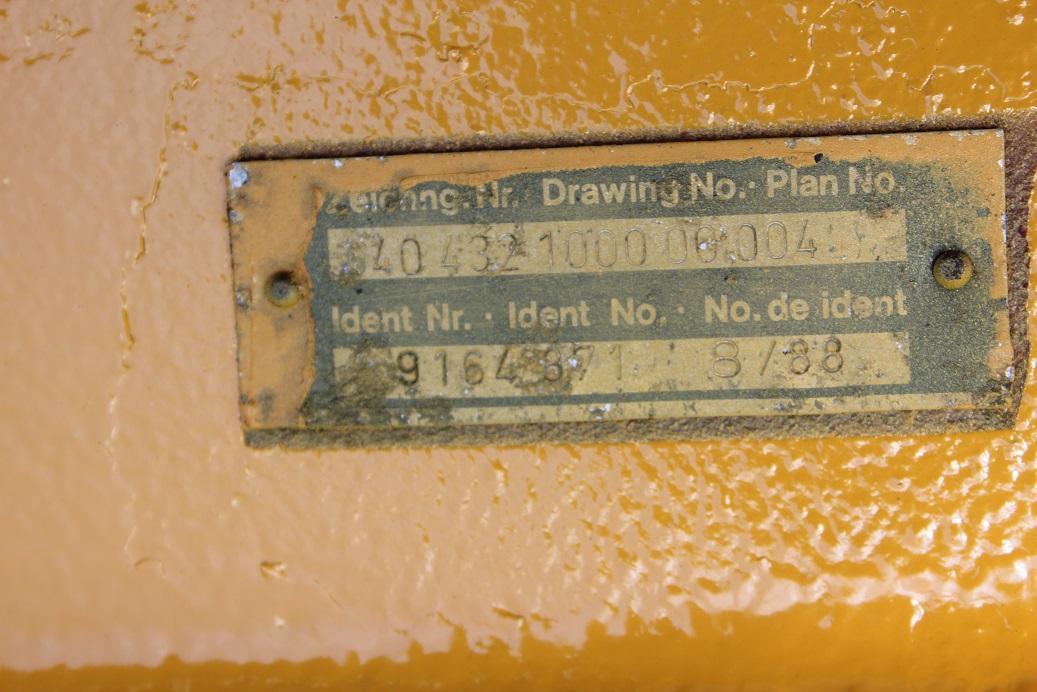 Zeichng. Nr. Drawing No. · Plan No.
340 432 1000 00 004
Ident Nr. · Ident No. · No. de ident
9164 871 8/88